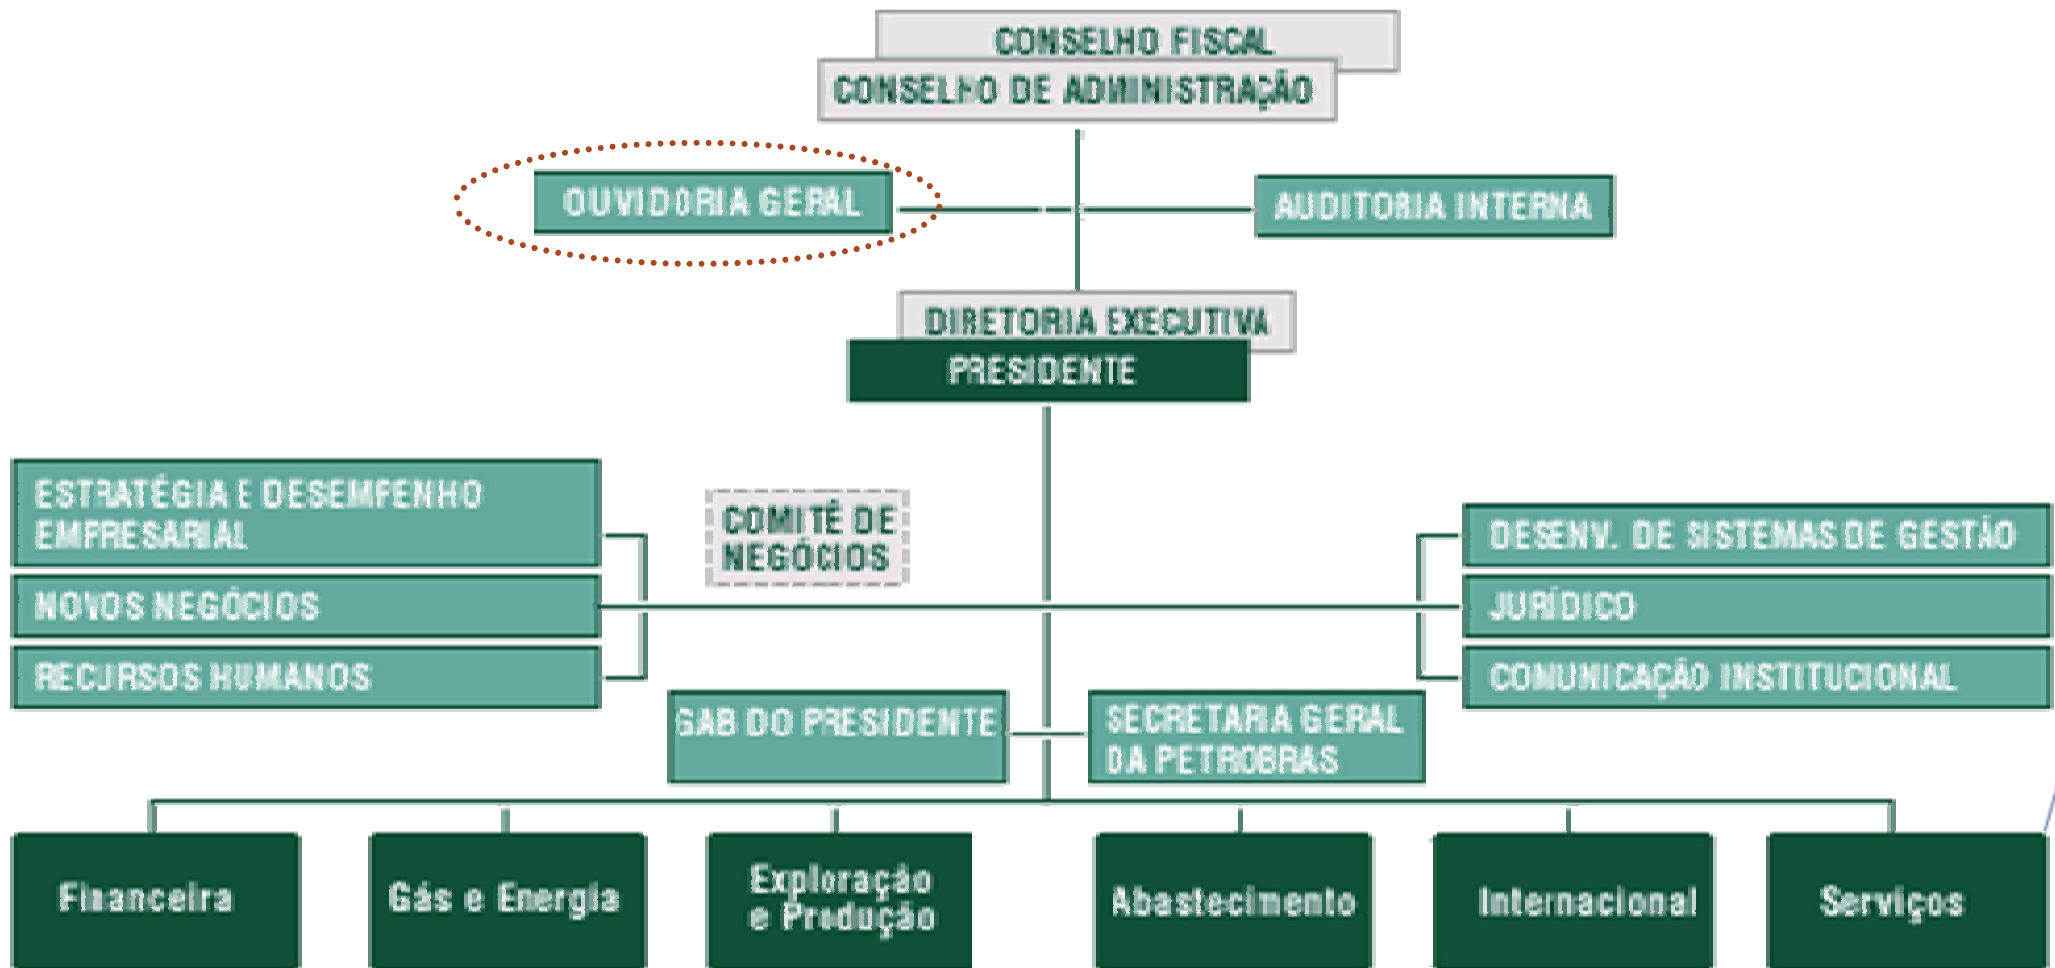 CONSELHO FISCAL
CONSELHO DE ADMINISTRAÇÃO
OUVIDORIA GERAL
AUDITORIA INTERNA
DIRETORIA EXECUTIVA
PRESIDENTE
ESTRATÉGIA E DESEMPENHO
EMPRESARIAL
NOVOS NEGÓCIOS
RECURSOS HUMANOS
COMITÊ DE
NEGÓCIOS
DESENV. DE SISTEMAS DE GESTÃO
JURÍDICO
COMUNICAÇÃO INSTITUCIONAL
GAB DO PRESIDENTE
SECRETARIA GERAL
DA PETROBRAS
Financeira
Gás e Energia
Exploração
e Produção
Abastecimento
Internacional
Serviços